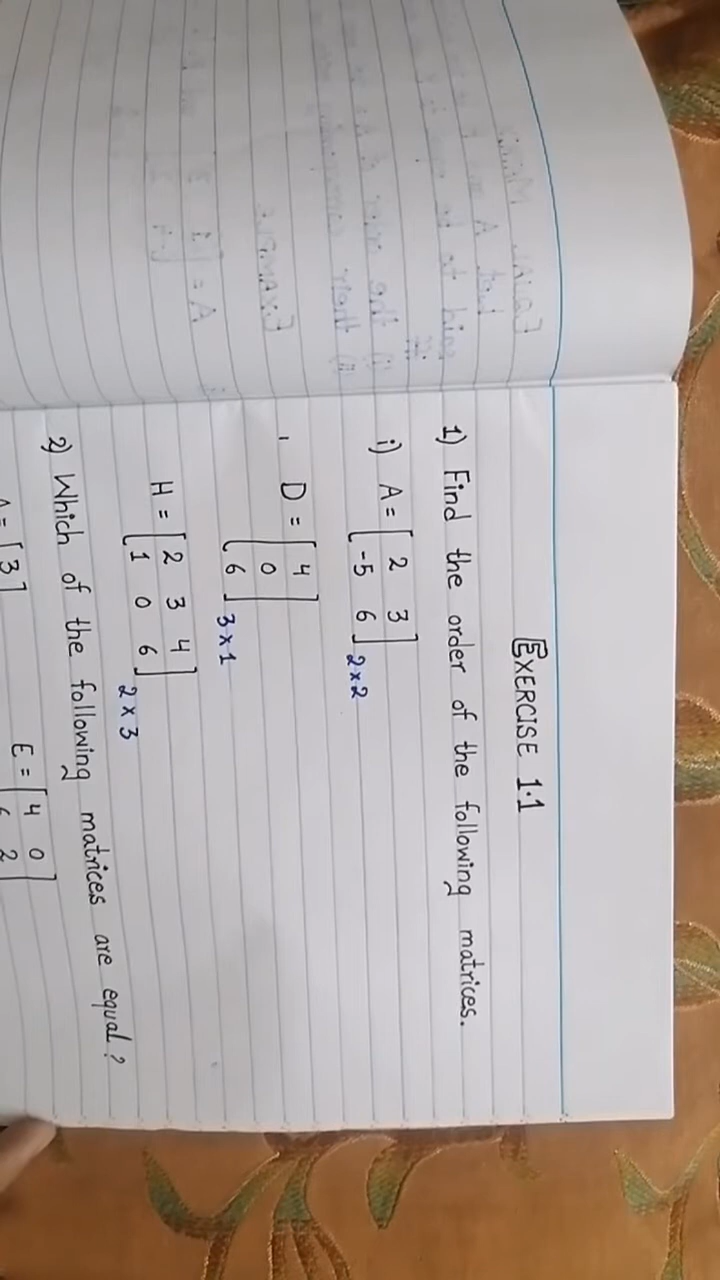 EXERCISE 1.1
1) Find the order of the following matrices.
i) A = [ 2 3
-5 6 ] 2×2
D = [ 4
0
6 ] 3×1
H = [ 2 3 4
1 0 6 ] 2×3
2) Which of the following matrices are equal?
A = [3] E = [ 4 0
2 ]